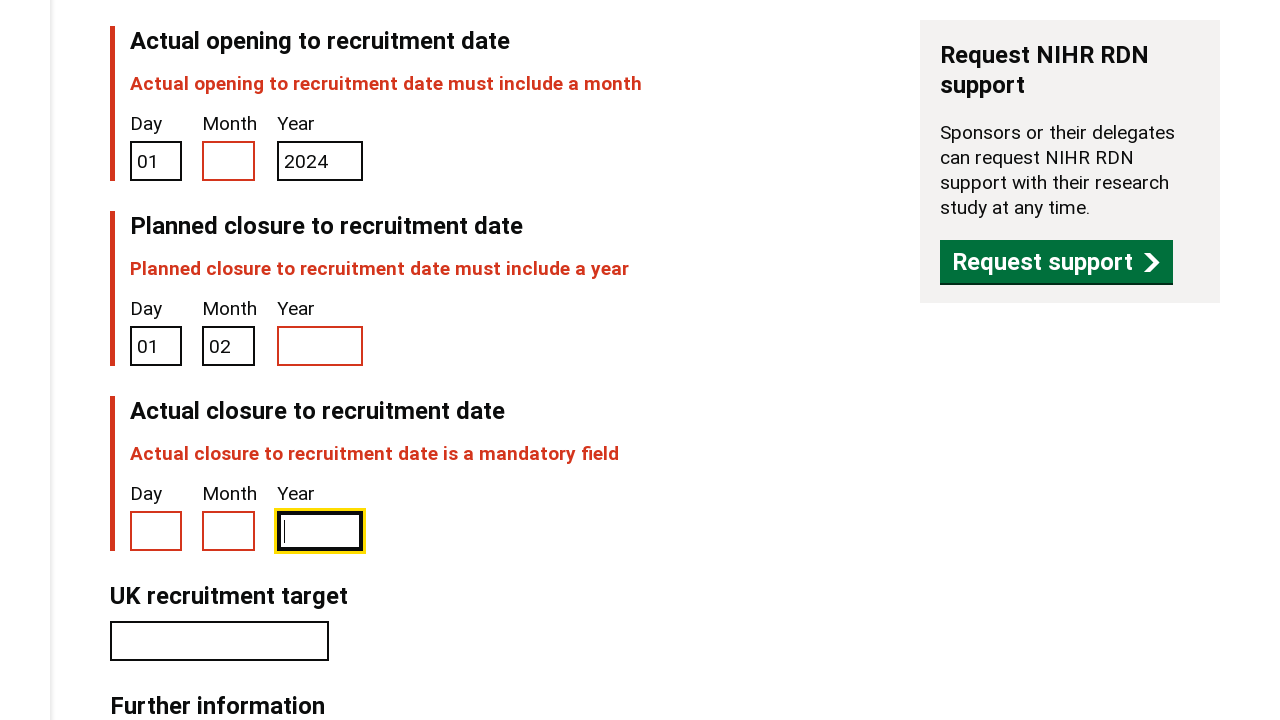 Actual opening to recruitment date
Actual opening to recruitment date must include a month
Day Month Year
01 2024
Planned closure to recruitment date
Planned closure to recruitment date must include a year
Day Month Year
01 02
Actual closure to recruitment date
Actual closure to recruitment date is a mandatory field
Day Month Year
UK recruitment target
Further information
Request NIHR RDN
support
Sponsors or their delegates
can request NIHR RDN
support with their research
study at any time.
Request support